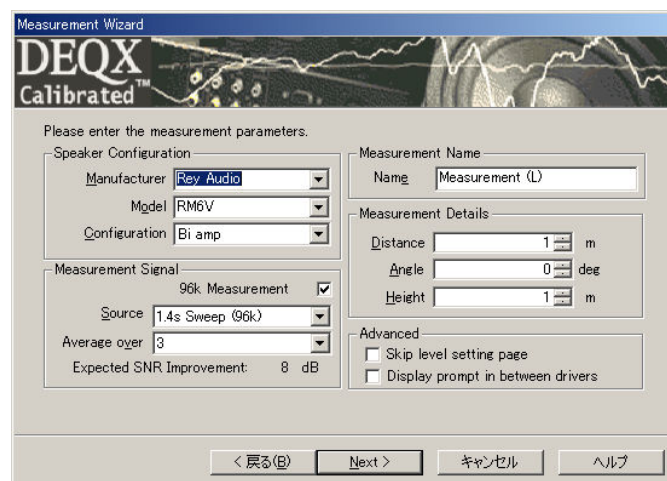 Measurement Wizard
DEQX
Calibrated™
Please enter the measurement parameters.
Speaker Configuration
Manufacturer Rey Audio
Model RM6V
Configuration Bi amp
Measurement Signal
96k Measurement
Source 1.4s Sweep (96k)
Average over 3
Expected SNR Improvement: 8 dB
Measurement Name
Name Measurement (L)
Measurement Details
Distance 1 m
Angle 0 deg
Height 1 m
Advanced
Skip level setting page
Display prompt in between drivers
< 戻る(B)
Next >
キャンセル
ヘルプ